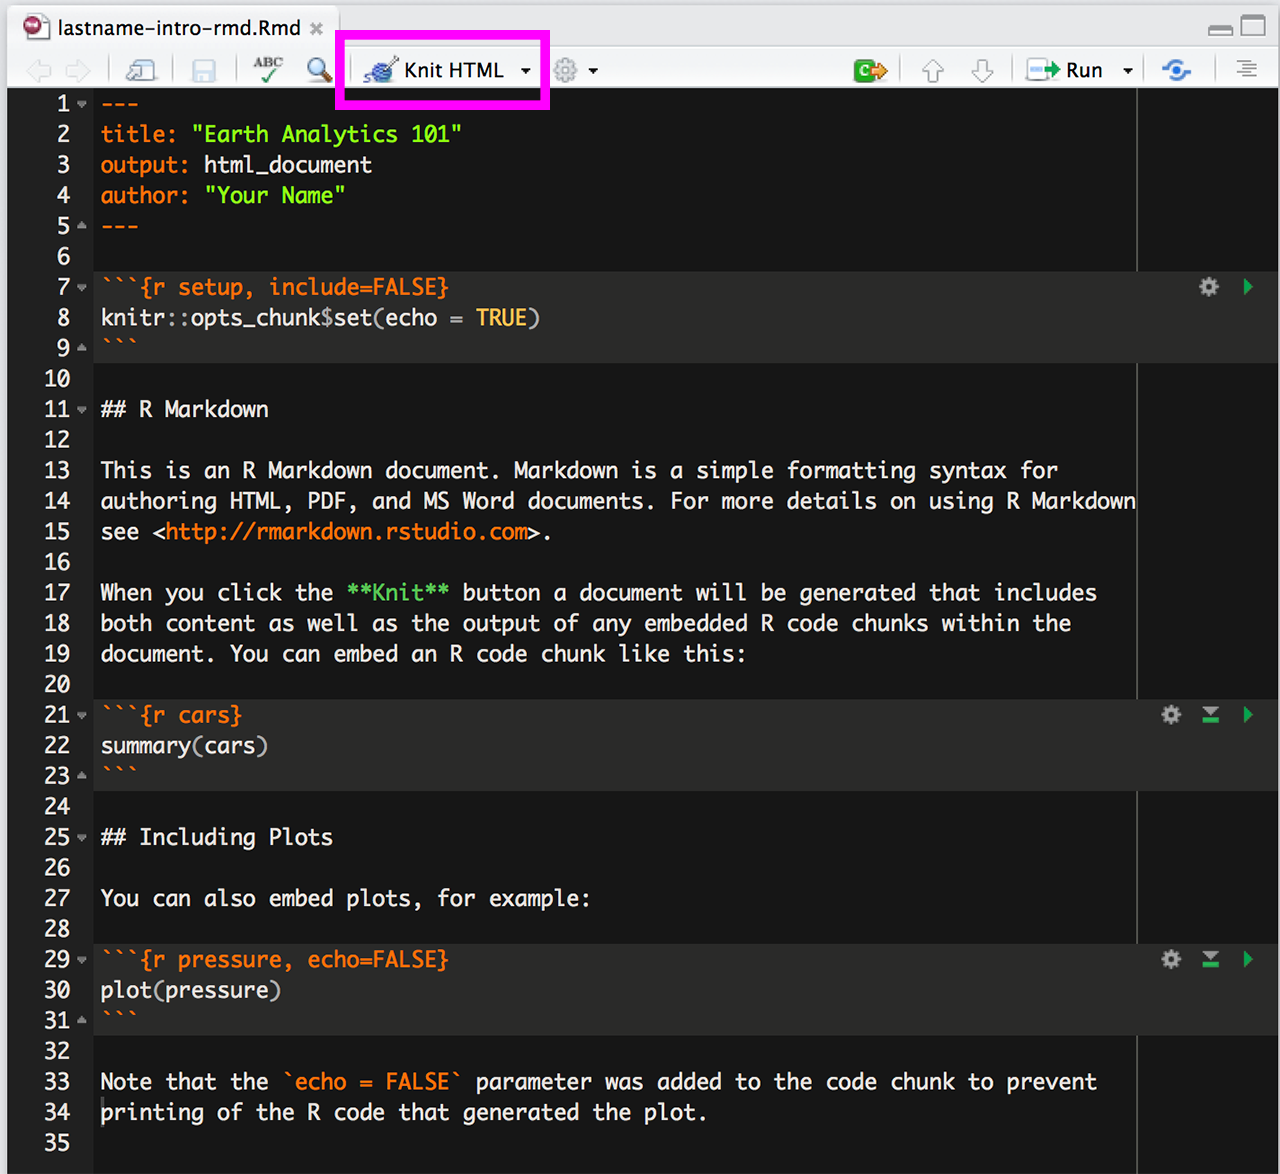 lastname-intro-rmd.Rmd
ABC Knit HTML C Run
1 ---
2 title: "Earth Analytics 101"
3 output: html_document
4 author: "Your Name"
5 ---
6
7 ```{r setup, include=FALSE}
8 knitr::opts_chunk$set(echo = TRUE)
9 ```
10
11 ## R Markdown
12
13 This is an R Markdown document. Markdown is a simple formatting syntax for
14 authoring HTML, PDF, and MS Word documents. For more details on using R Markdown
15 see <http://rmarkdown.rstudio.com>.
16
17 When you click the **Knit** button a document will be generated that includes
18 both content as well as the output of any embedded R code chunks within the
19 document. You can embed an R code chunk like this:
20
21 ```{r cars}
22 summary(cars)
23 ```
24
25 ## Including Plots
26
27 You can also embed plots, for example:
28
29 ```{r pressure, echo=FALSE}
30 plot(pressure)
31 ```
32
33 Note that the `echo = FALSE` parameter was added to the code chunk to prevent
34 printing of the R code that generated the plot.
35